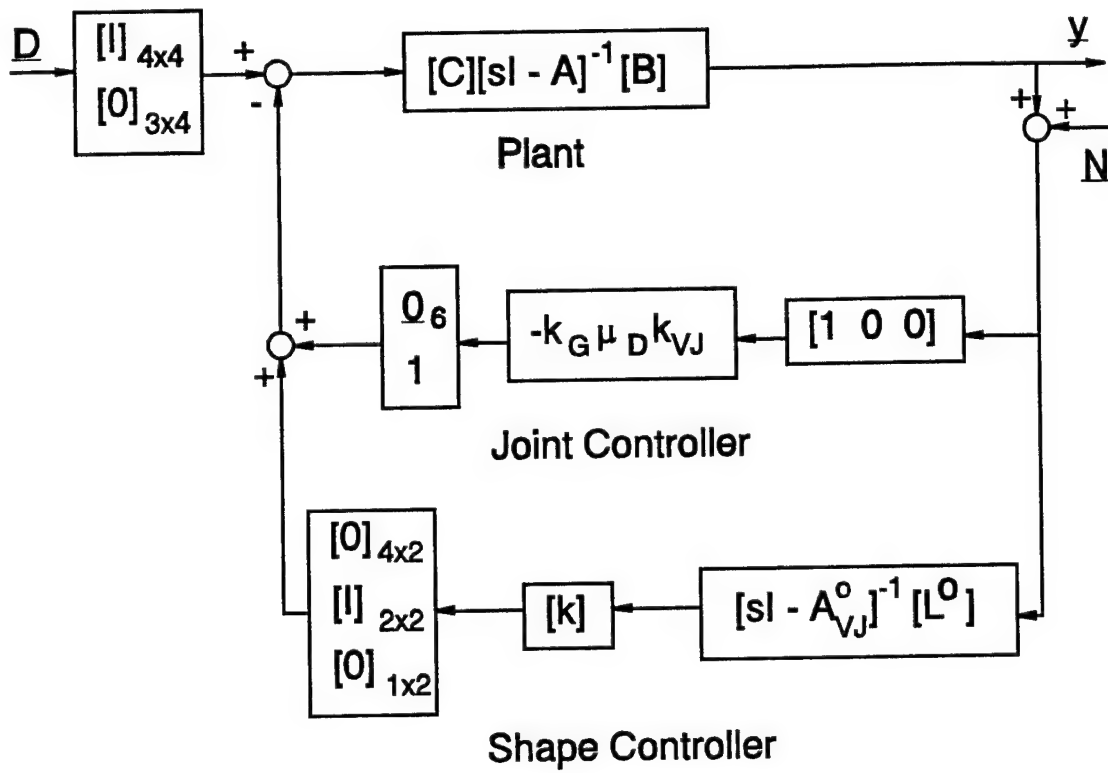 D
[I] 4x4
[0] 3x4
+
-
[C][sI - A]⁻¹ [B]
Plant
y
+
+
N
0 6
1
+
+
-k G μ D k VJ
[1 0 0]
Joint Controller
[0] 4x2
[I] 2x2
[0] 1x2
[k]
[sI - A°VJ]⁻¹ [L°]
Shape Controller